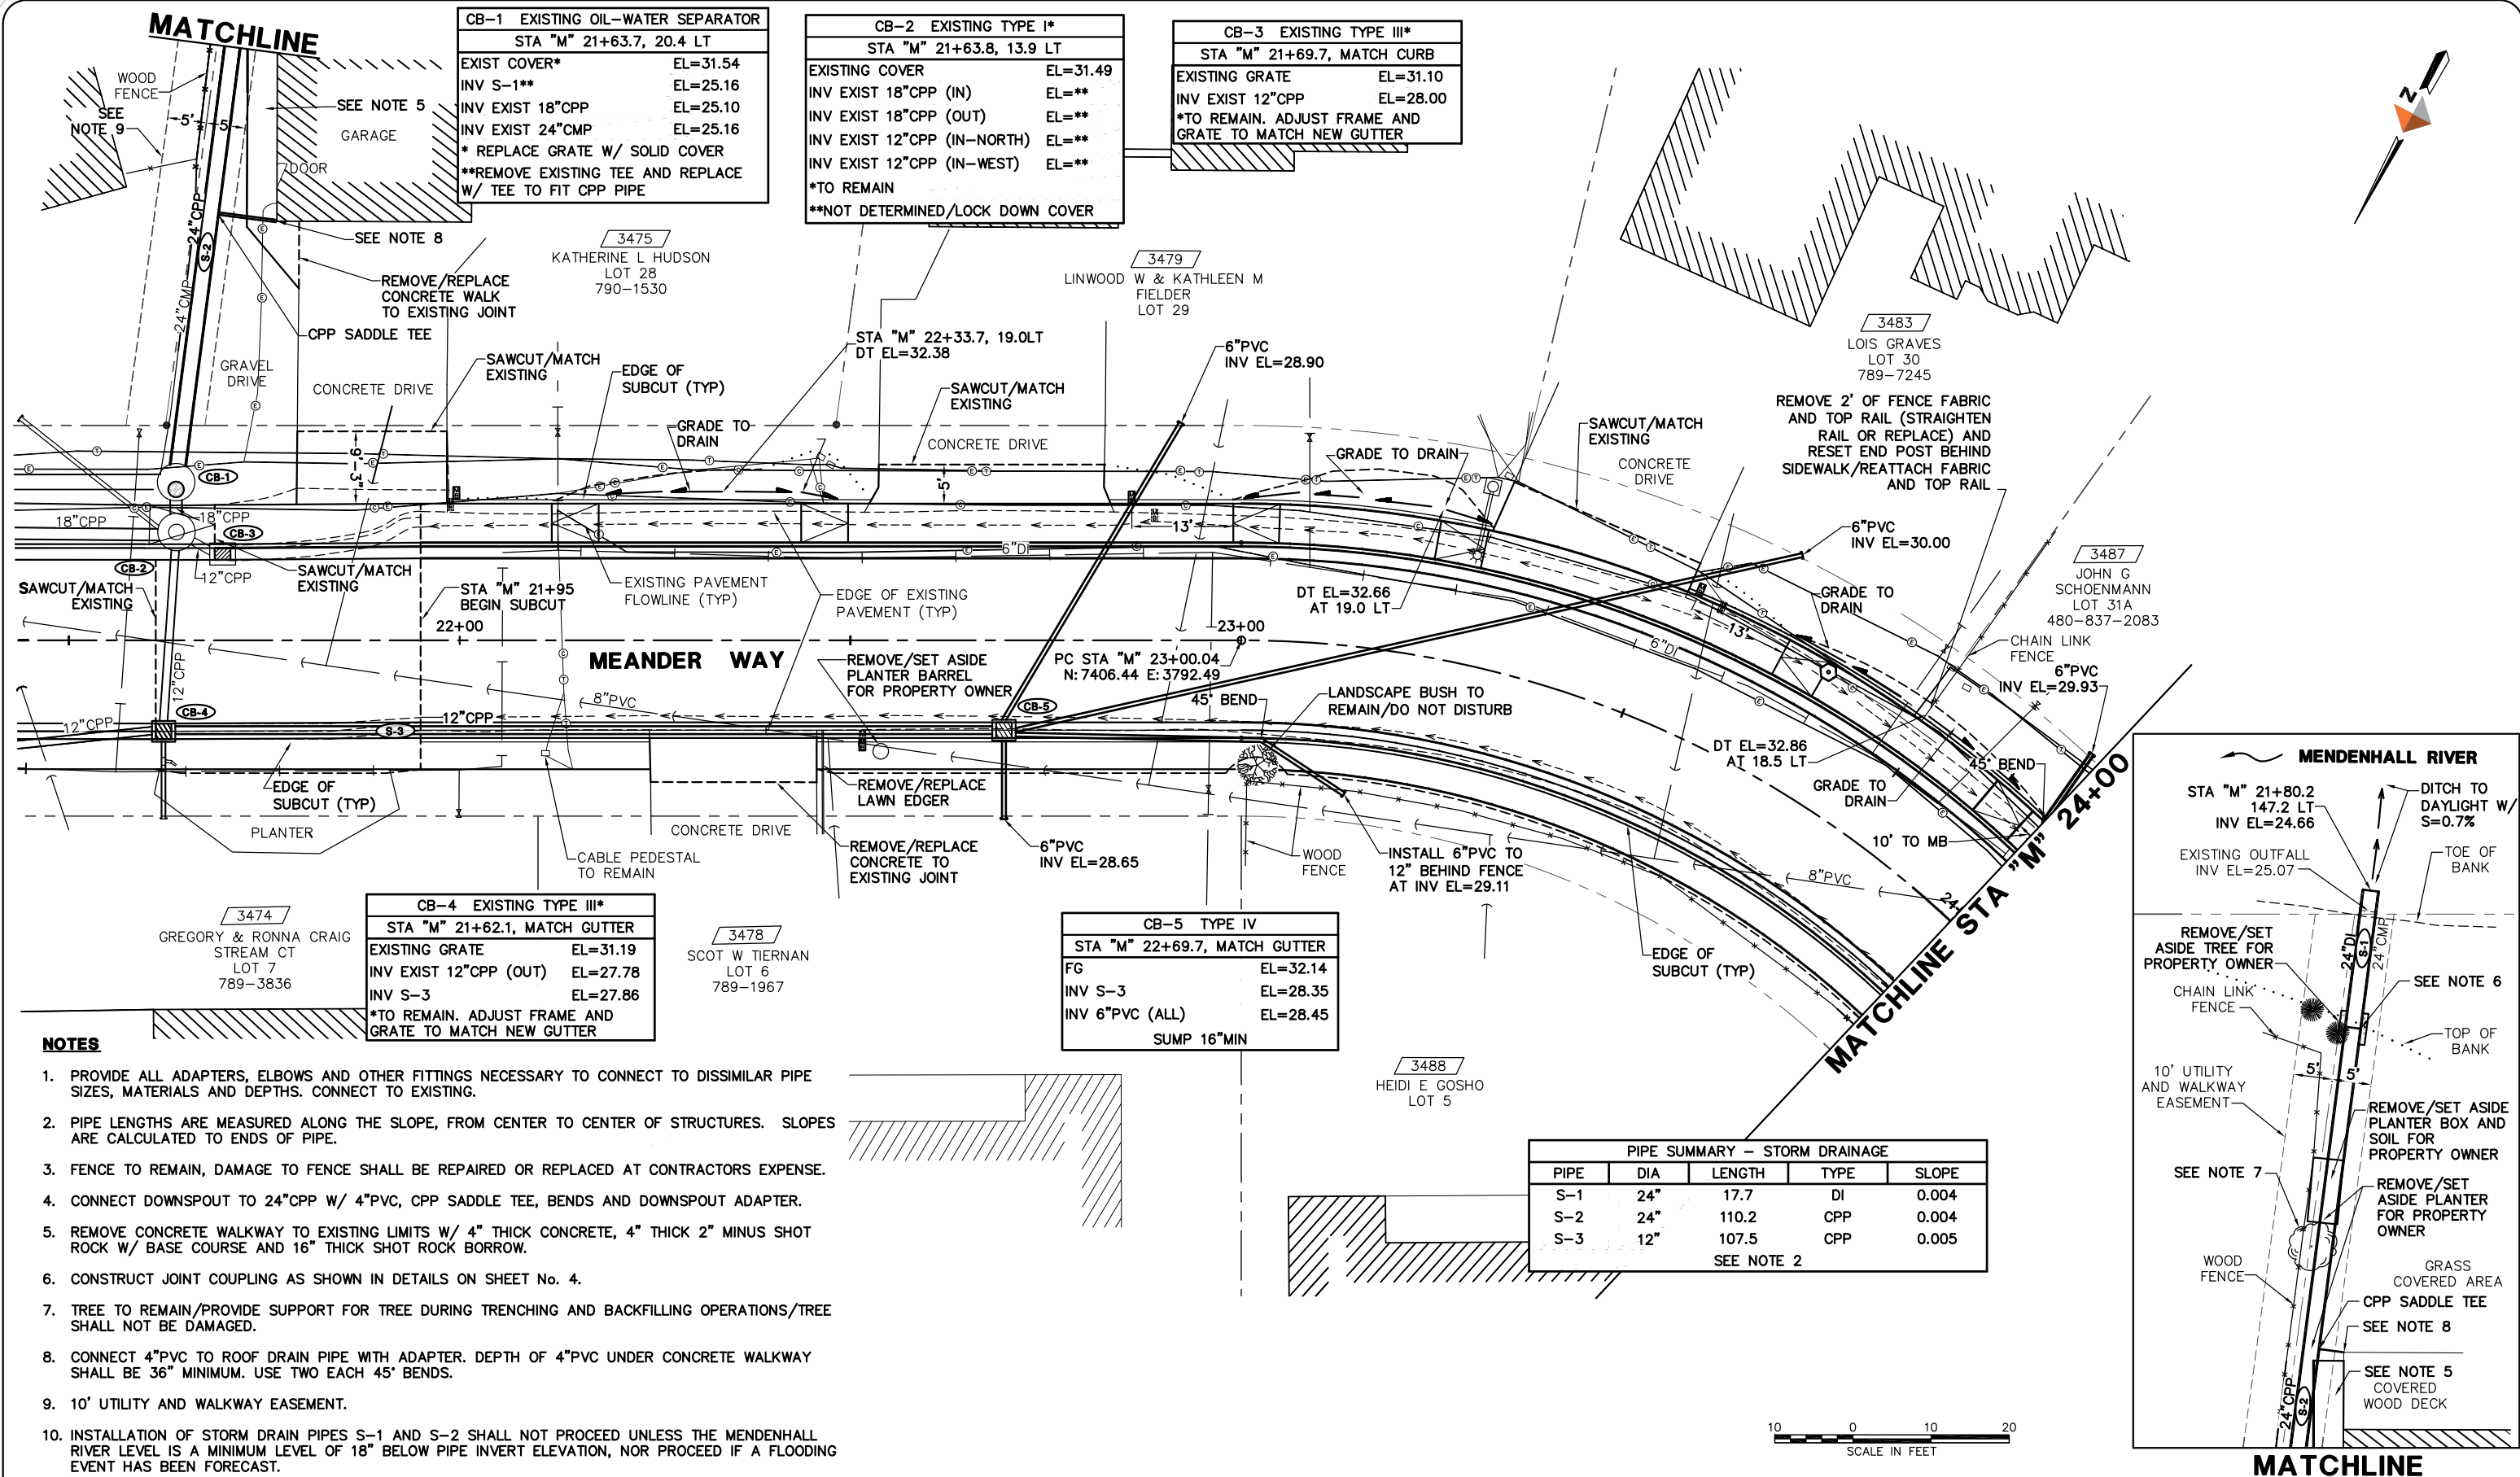 MATCHLINE
WOOD
FENCE
SEE
NOTE 9
5'
5
SEE NOTE 5
GARAGE
DOOR
24"CPP
S-2
24"CMP
SEE NOTE 8
REMOVE/REPLACE
CONCRETE WALK
TO EXISTING JOINT
CPP SADDLE TEE
GRAVEL
DRIVE
CB-1 EXISTING OIL-WATER SEPARATOR
STA "M" 21+63.7, 20.4 LT
EXIST COVER* EL=31.54
INV S-1** EL=25.16
INV EXIST 18"CPP EL=25.10
INV EXIST 24"CMP EL=25.16
* REPLACE GRATE W/ SOLID COVER
**REMOVE EXISTING TEE AND REPLACE
W/ TEE TO FIT CPP PIPE
CB-2 EXISTING TYPE I*
STA "M" 21+63.8, 13.9 LT
EXISTING COVER EL=31.49
INV EXIST 18"CPP (IN) EL=**
INV EXIST 18"CPP (OUT) EL=**
INV EXIST 12"CPP (IN-NORTH) EL=**
INV EXIST 12"CPP (IN-WEST) EL=**
*TO REMAIN
**NOT DETERMINED/LOCK DOWN COVER
CB-3 EXISTING TYPE III*
STA "M" 21+69.7, MATCH CURB
EXISTING GRATE EL=31.10
INV EXIST 12"CPP EL=28.00
*TO REMAIN. ADJUST FRAME AND
GRATE TO MATCH NEW GUTTER
N
3475
KATHERINE L HUDSON
LOT 28
790-1530
3479
LINWOOD W & KATHLEEN M
FIELDER
LOT 29
3483
LOIS GRAVES
LOT 30
789-7245
3487
JOHN G
SCHOENMANN
LOT 31A
480-837-2083
CONCRETE DRIVE
SAWCUT/MATCH
EXISTING
EDGE OF
SUBCUT (TYP)
STA "M" 22+33.7, 19.0LT
DT EL=32.38
GRADE TO
DRAIN
SAWCUT/MATCH
EXISTING
CONCRETE DRIVE
6"PVC
INV EL=28.90
GRADE TO DRAIN
SAWCUT/MATCH
EXISTING
CONCRETE
DRIVE
REMOVE 2' OF FENCE FABRIC
AND TOP RAIL (STRAIGHTEN
RAIL OR REPLACE) AND
RESET END POST BEHIND
SIDEWALK/REATTACH FABRIC
AND TOP RAIL
6"PVC
INV EL=30.00
9'-3"
5'
13'
CB-1
18"CPP
18"CPP
CB-3
CB-2
12"CPP
SAWCUT/MATCH
EXISTING
SAWCUT/MATCH
EXISTING
STA "M" 21+95
BEGIN SUBCUT
EXISTING PAVEMENT
FLOWLINE (TYP)
EDGE OF EXISTING
PAVEMENT (TYP)
6"DI
DT EL=32.66
AT 19.0 LT
GRADE TO
DRAIN
13'
6"DI
CHAIN LINK
FENCE
6"PVC
INV EL=29.93
22+00
23+00
MEANDER WAY
PC STA "M" 23+00.04
N:7406.44 E:3792.49
REMOVE/SET ASIDE
PLANTER BARREL
FOR PROPERTY OWNER
8"PVC
12"CPP
12"CPP
CB-4
S-3
12"CPP
CB-5
45° BEND
LANDSCAPE BUSH TO
REMAIN/DO NOT DISTURB
DT EL=32.86
AT 18.5 LT
GRADE TO
DRAIN
45° BEND
10' TO MB
EDGE OF
SUBCUT (TYP)
PLANTER
CABLE PEDESTAL
TO REMAIN
CONCRETE DRIVE
REMOVE/REPLACE
LAWN EDGER
REMOVE/REPLACE
CONCRETE TO
EXISTING JOINT
6"PVC
INV EL=28.65
WOOD
FENCE
INSTALL 6"PVC TO
12" BEHIND FENCE
AT INV EL=29.11
8"PVC
24
EDGE OF
SUBCUT (TYP)
MATCHLINE STA "M" 24+00
3474
GREGORY & RONNA CRAIG
STREAM CT
LOT 7
789-3836
CB-4 EXISTING TYPE III*
STA "M" 21+62.1, MATCH GUTTER
EXISTING GRATE EL=31.19
INV EXIST 12"CPP (OUT) EL=27.78
INV S-3 EL=27.86
*TO REMAIN. ADJUST FRAME AND
GRATE TO MATCH NEW GUTTER
3478
SCOT W TIERNAN
LOT 6
789-1967
CB-5 TYPE IV
STA "M" 22+69.7, MATCH GUTTER
FG EL=32.14
INV S-3 EL=28.35
INV 6"PVC (ALL) EL=28.45
SUMP 16"MIN
3488
HEIDI E GOSHO
LOT 5
NOTES
1. PROVIDE ALL ADAPTERS, ELBOWS AND OTHER FITTINGS NECESSARY TO CONNECT TO DISSIMILAR PIPE
SIZES, MATERIALS AND DEPTHS. CONNECT TO EXISTING.
2. PIPE LENGTHS ARE MEASURED ALONG THE SLOPE, FROM CENTER TO CENTER OF STRUCTURES. SLOPES
ARE CALCULATED TO ENDS OF PIPE.
3. FENCE TO REMAIN, DAMAGE TO FENCE SHALL BE REPAIRED OR REPLACED AT CONTRACTORS EXPENSE.
4. CONNECT DOWNSPOUT TO 24"CPP W/ 4"PVC, CPP SADDLE TEE, BENDS AND DOWNSPOUT ADAPTER.
5. REMOVE CONCRETE WALKWAY TO EXISTING LIMITS W/ 4" THICK CONCRETE, 4" THICK 2" MINUS SHOT
ROCK W/ BASE COURSE AND 16" THICK SHOT ROCK BORROW.
6. CONSTRUCT JOINT COUPLING AS SHOWN IN DETAILS ON SHEET No. 4.
7. TREE TO REMAIN/PROVIDE SUPPORT FOR TREE DURING TRENCHING AND BACKFILLING OPERATIONS/TREE
SHALL NOT BE DAMAGED.
8. CONNECT 4"PVC TO ROOF DRAIN PIPE WITH ADAPTER. DEPTH OF 4"PVC UNDER CONCRETE WALKWAY
SHALL BE 36" MINIMUM. USE TWO EACH 45° BENDS.
9. 10' UTILITY AND WALKWAY EASEMENT.
10. INSTALLATION OF STORM DRAIN PIPES S-1 AND S-2 SHALL NOT PROCEED UNLESS THE MENDENHALL
RIVER LEVEL IS A MINIMUM LEVEL OF 18" BELOW PIPE INVERT ELEVATION, NOR PROCEED IF A FLOODING
EVENT HAS BEEN FORECAST.
PIPE SUMMARY - STORM DRAINAGE
PIPE DIA LENGTH TYPE SLOPE
S-1 24" 17.7 DI 0.004
S-2 24" 110.2 CPP 0.004
S-3 12" 107.5 CPP 0.005
SEE NOTE 2
10 0 10 20
SCALE IN FEET
MENDENHALL RIVER
STA "M" 21+80.2
147.2 LT
INV EL=24.66
DITCH TO
DAYLIGHT W/
S=0.7%
EXISTING OUTFALL
INV EL=25.07
TOE OF
BANK
REMOVE/SET
ASIDE TREE FOR
PROPERTY OWNER
24"DI
S-1
24"CMP
SEE NOTE 6
CHAIN LINK
FENCE
TOP OF
BANK
10' UTILITY
AND WALKWAY
EASEMENT
5'
5'
REMOVE/SET ASIDE
PLANTER BOX AND
SOIL FOR
PROPERTY OWNER
SEE NOTE 7
REMOVE/SET
ASIDE PLANTER
FOR PROPERTY
OWNER
WOOD
FENCE
GRASS
COVERED AREA
CPP SADDLE TEE
SEE NOTE 8
SEE NOTE 5
COVERED
WOOD DECK
24"CPP
S-2
MATCHLINE